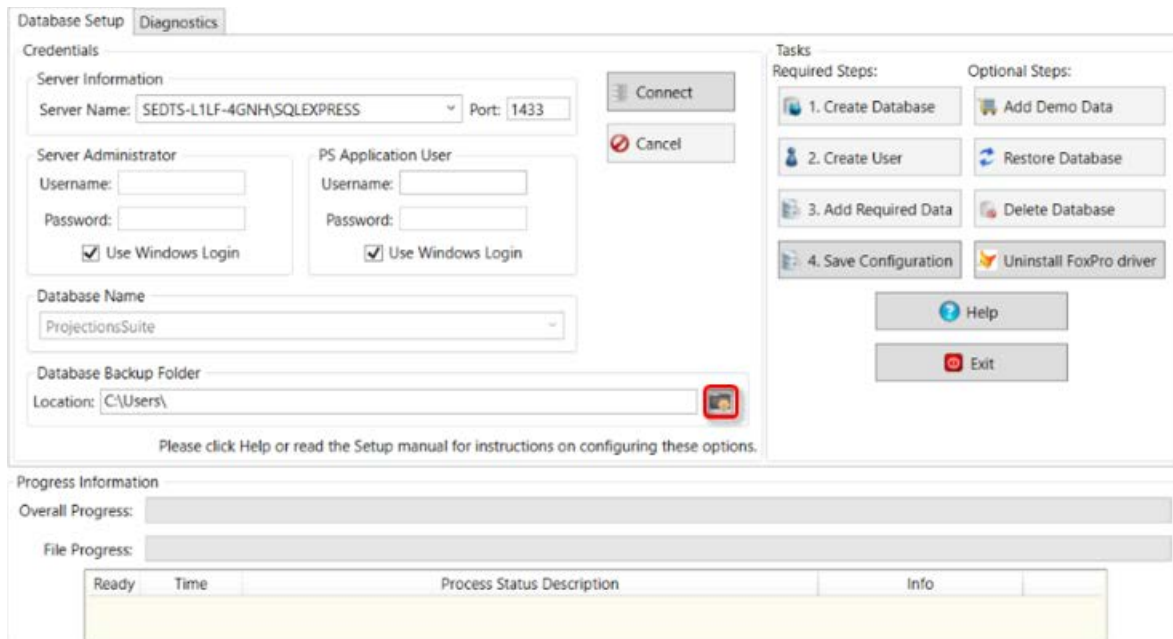 Database Setup Diagnostics
Credentials
Server Information
Server Name: SEDTS-L1LF-4GNH\SQLEXPRESS Port: 1433
Connect
Cancel
Server Administrator
Username:
Password:
Use Windows Login
PS Application User
Username:
Password:
Use Windows Login
Database Name
ProjectionsSuite
Database Backup Folder
Location: C:\Users\
Please click Help or read the Setup manual for instructions on configuring these options.
Tasks
Required Steps: Optional Steps:
1. Create Database Add Demo Data
2. Create User Restore Database
3. Add Required Data Delete Database
4. Save Configuration Uninstall FoxPro driver
Help
Exit
Progress Information
Overall Progress:
File Progress:
Ready Time Process Status Description Info